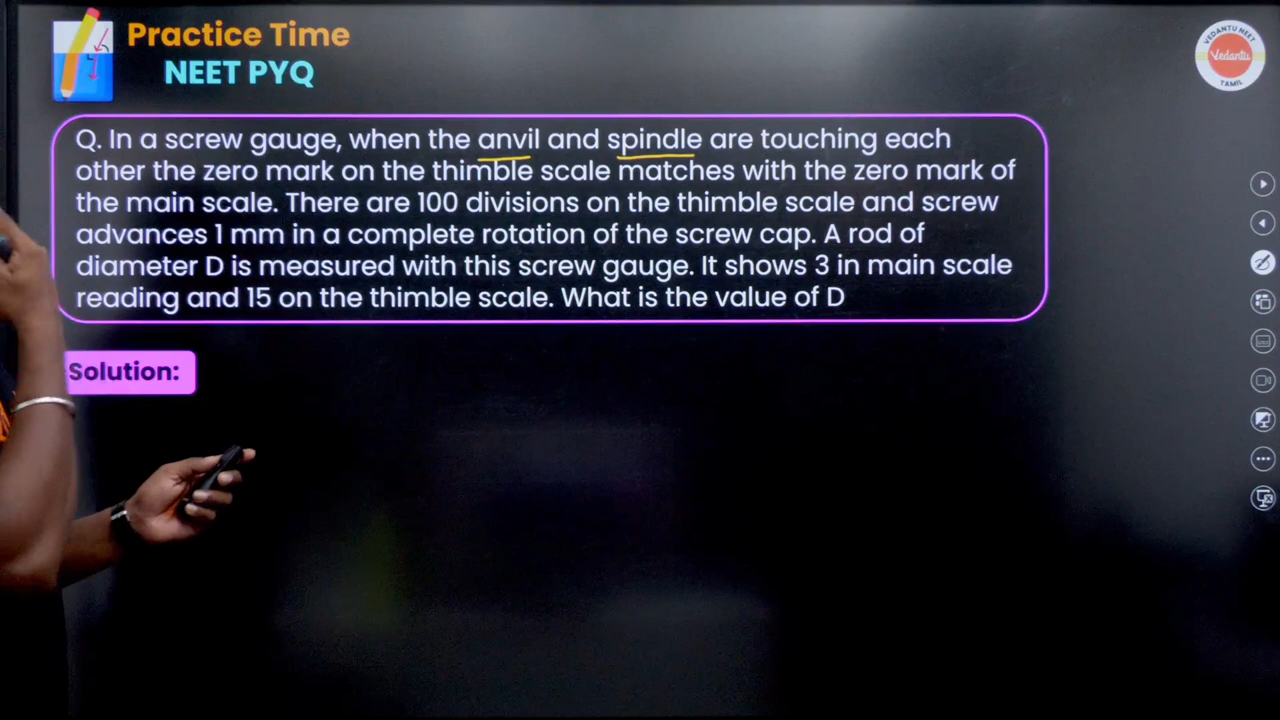 Practice Time
NEET PYQ
VEDANTU NEET
Vedantu
TAMIL
Q. In a screw gauge, when the anvil and spindle are touching each
other the zero mark on the thimble scale matches with the zero mark of
the main scale. There are 100 divisions on the thimble scale and screw
advances 1 mm in a complete rotation of the screw cap. A rod of
diameter D is measured with this screw gauge. It shows 3 in main scale
reading and 15 on the thimble scale. What is the value of D
Solution: